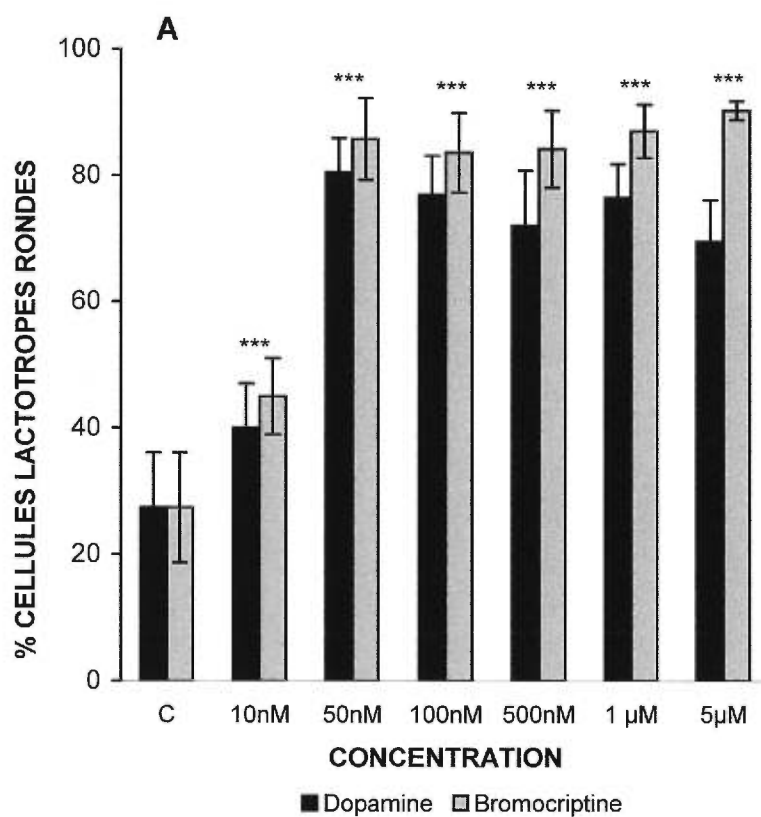 A
100
80
60
40
20
0
% CELLULES LACTOTROPES RONDES
*** *** *** *** *** ***
C 10nM 50nM 100nM 500nM 1 µM 5µM
CONCENTRATION
Dopamine Bromocriptine